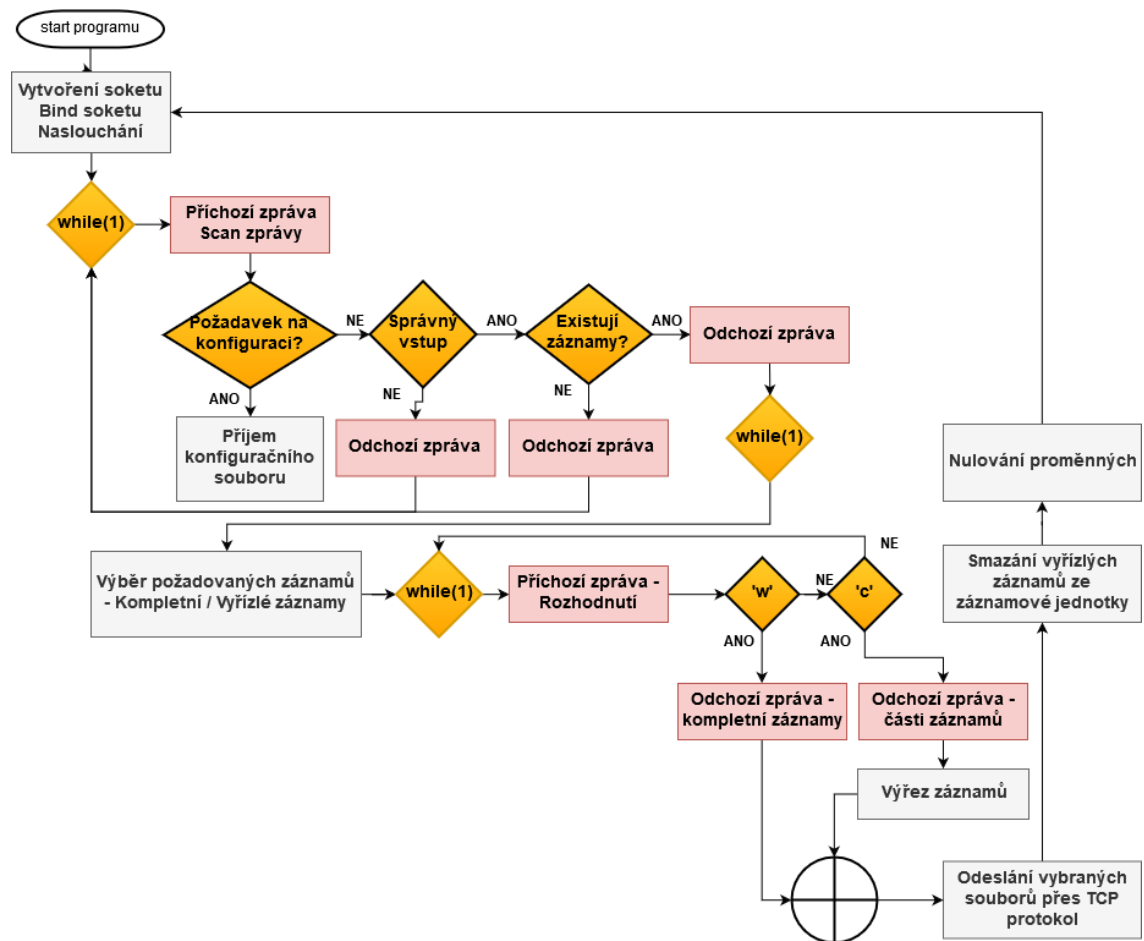 start programu
Vytvoření soketu
Bind soketu
Naslouchání
while(1)
Příchozí zpráva
Scan zprávy
Požadavek na
konfiguraci?
NE
Správný
vstup
ANO
Existují
záznamy?
ANO
Odchozí zpráva
ANO
NE
NE
Příjem
konfiguračního
souboru
Odchozí zpráva
Odchozí zpráva
while(1)
Nulování proměnných
Výběr požadovaných záznamů
- Kompletní / Vyřízlé záznamy
while(1)
Příchozí zpráva -
Rozhodnutí
'w'
NE
'c'
NE
Smazání vyřízlých
záznamů ze
záznamové jednotky
ANO
ANO
Odchozí zpráva -
kompletní záznamy
Odchozí zpráva -
části záznamů
Výřez záznamů
Odeslání vybraných
souborů přes TCP
protokol